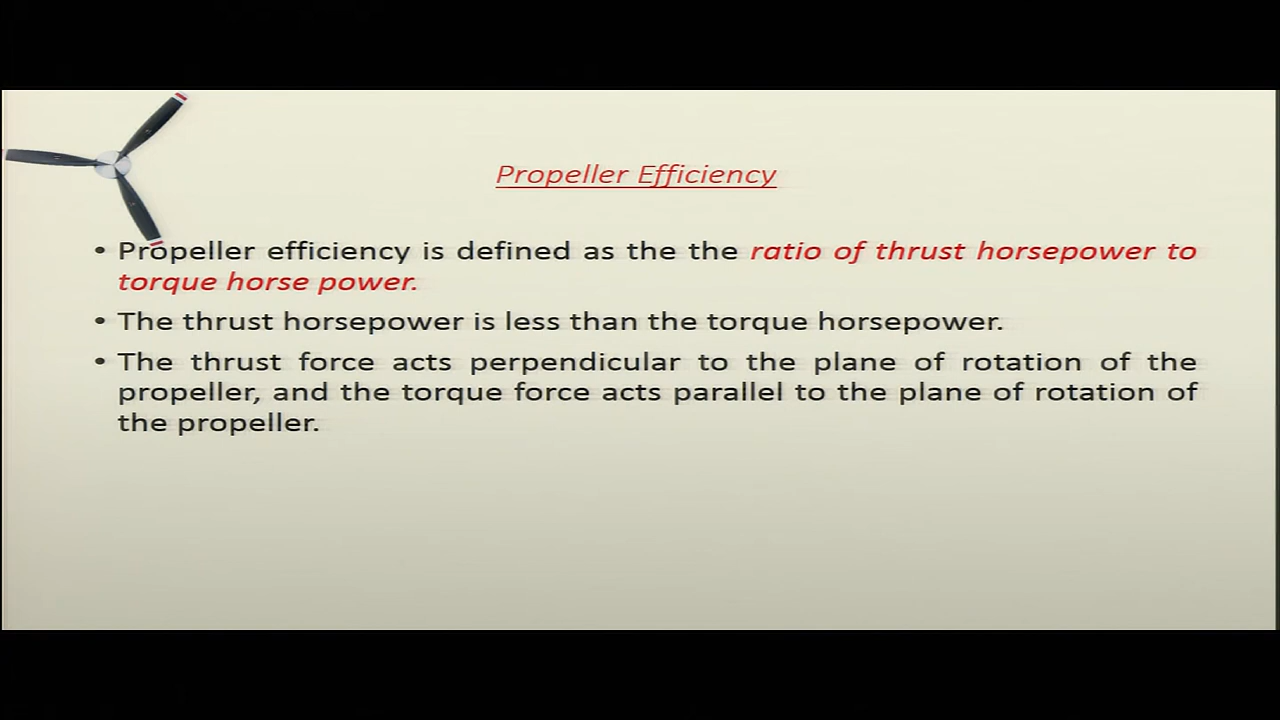 Propeller Efficiency
• Propeller efficiency is defined as the the ratio of thrust horsepower to
torque horse power.
• The thrust horsepower is less than the torque horsepower.
• The thrust force acts perpendicular to the plane of rotation of the
propeller, and the torque force acts parallel to the plane of rotation of
the propeller.